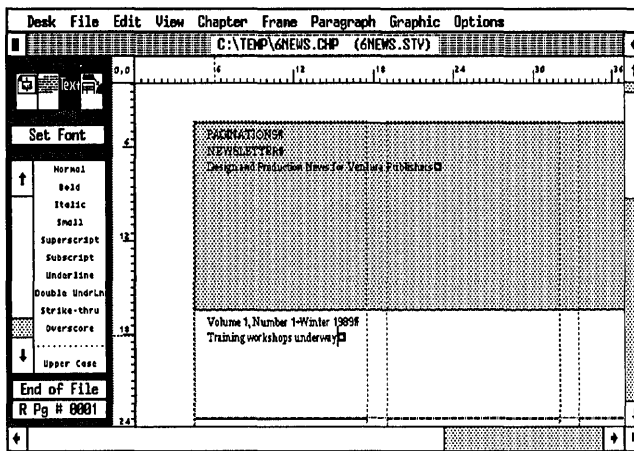 Desk File Edit View Chapter Frame Paragraph Graphic Options
C:\TEMP\6NEWS.CHP (6NEWS.STY)
0,0 6 12 18 24 30 36
Text
Set Font
Normal
Bold
Italic
Small
Superscript
Subscript
Underline
Double UndrLn
Strike-thru
Overscore
Upper Case
End of File
R Pg # 0001
6
12
18
24
PAGINATIONS¶
NEWSLETTER¶
Design and Production News for Ventura Publishers
Volume 1, Number 1-Winter 1989¶
Training workshops underway